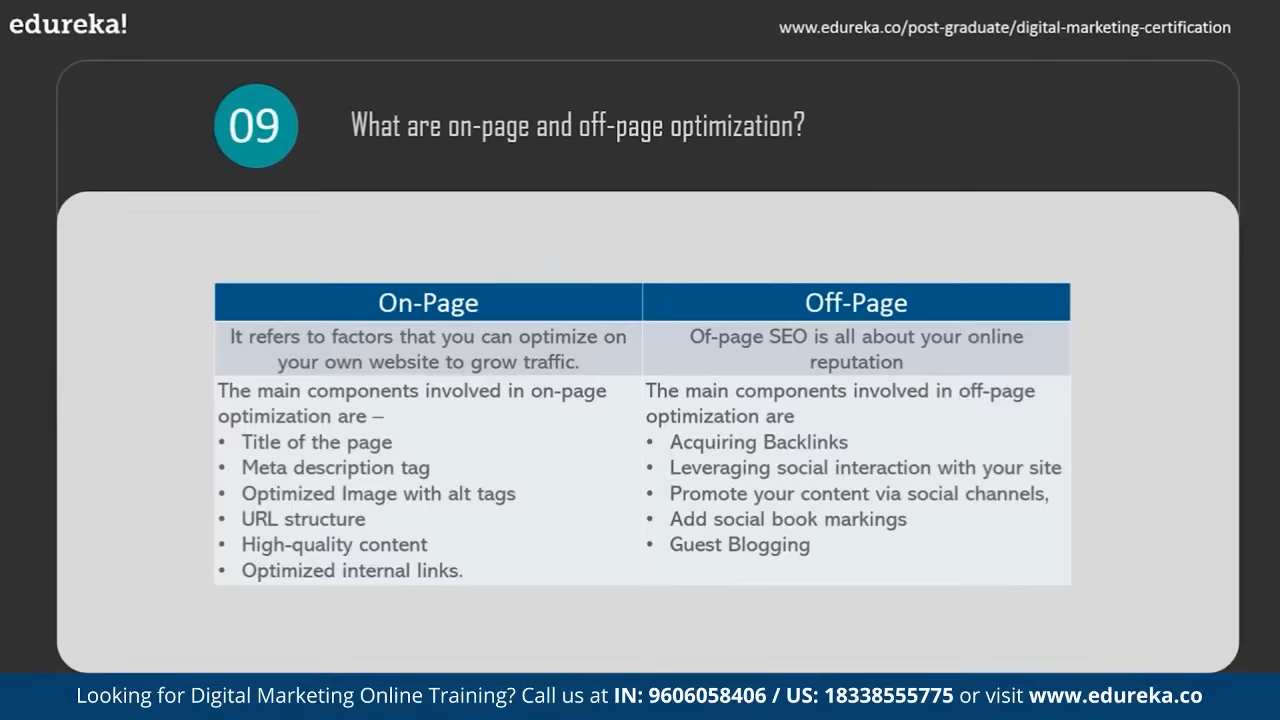 edureka!
www.edureka.co/post-graduate/digital-marketing-certification
09
What are on-page and off-page optimization?
On-Page
It refers to factors that you can optimize on
your own website to grow traffic.
The main components involved in on-page
optimization are –
• Title of the page
• Meta description tag
• Optimized Image with alt tags
• URL structure
• High-quality content
• Optimized internal links.
Off-Page
Of-page SEO is all about your online
reputation
The main components involved in off-page
optimization are
• Acquiring Backlinks
• Leveraging social interaction with your site
• Promote your content via social channels,
• Add social book markings
• Guest Blogging
Looking for Digital Marketing Online Training? Call us at IN: 9606058406 / US: 18338555775 or visit www.edureka.co